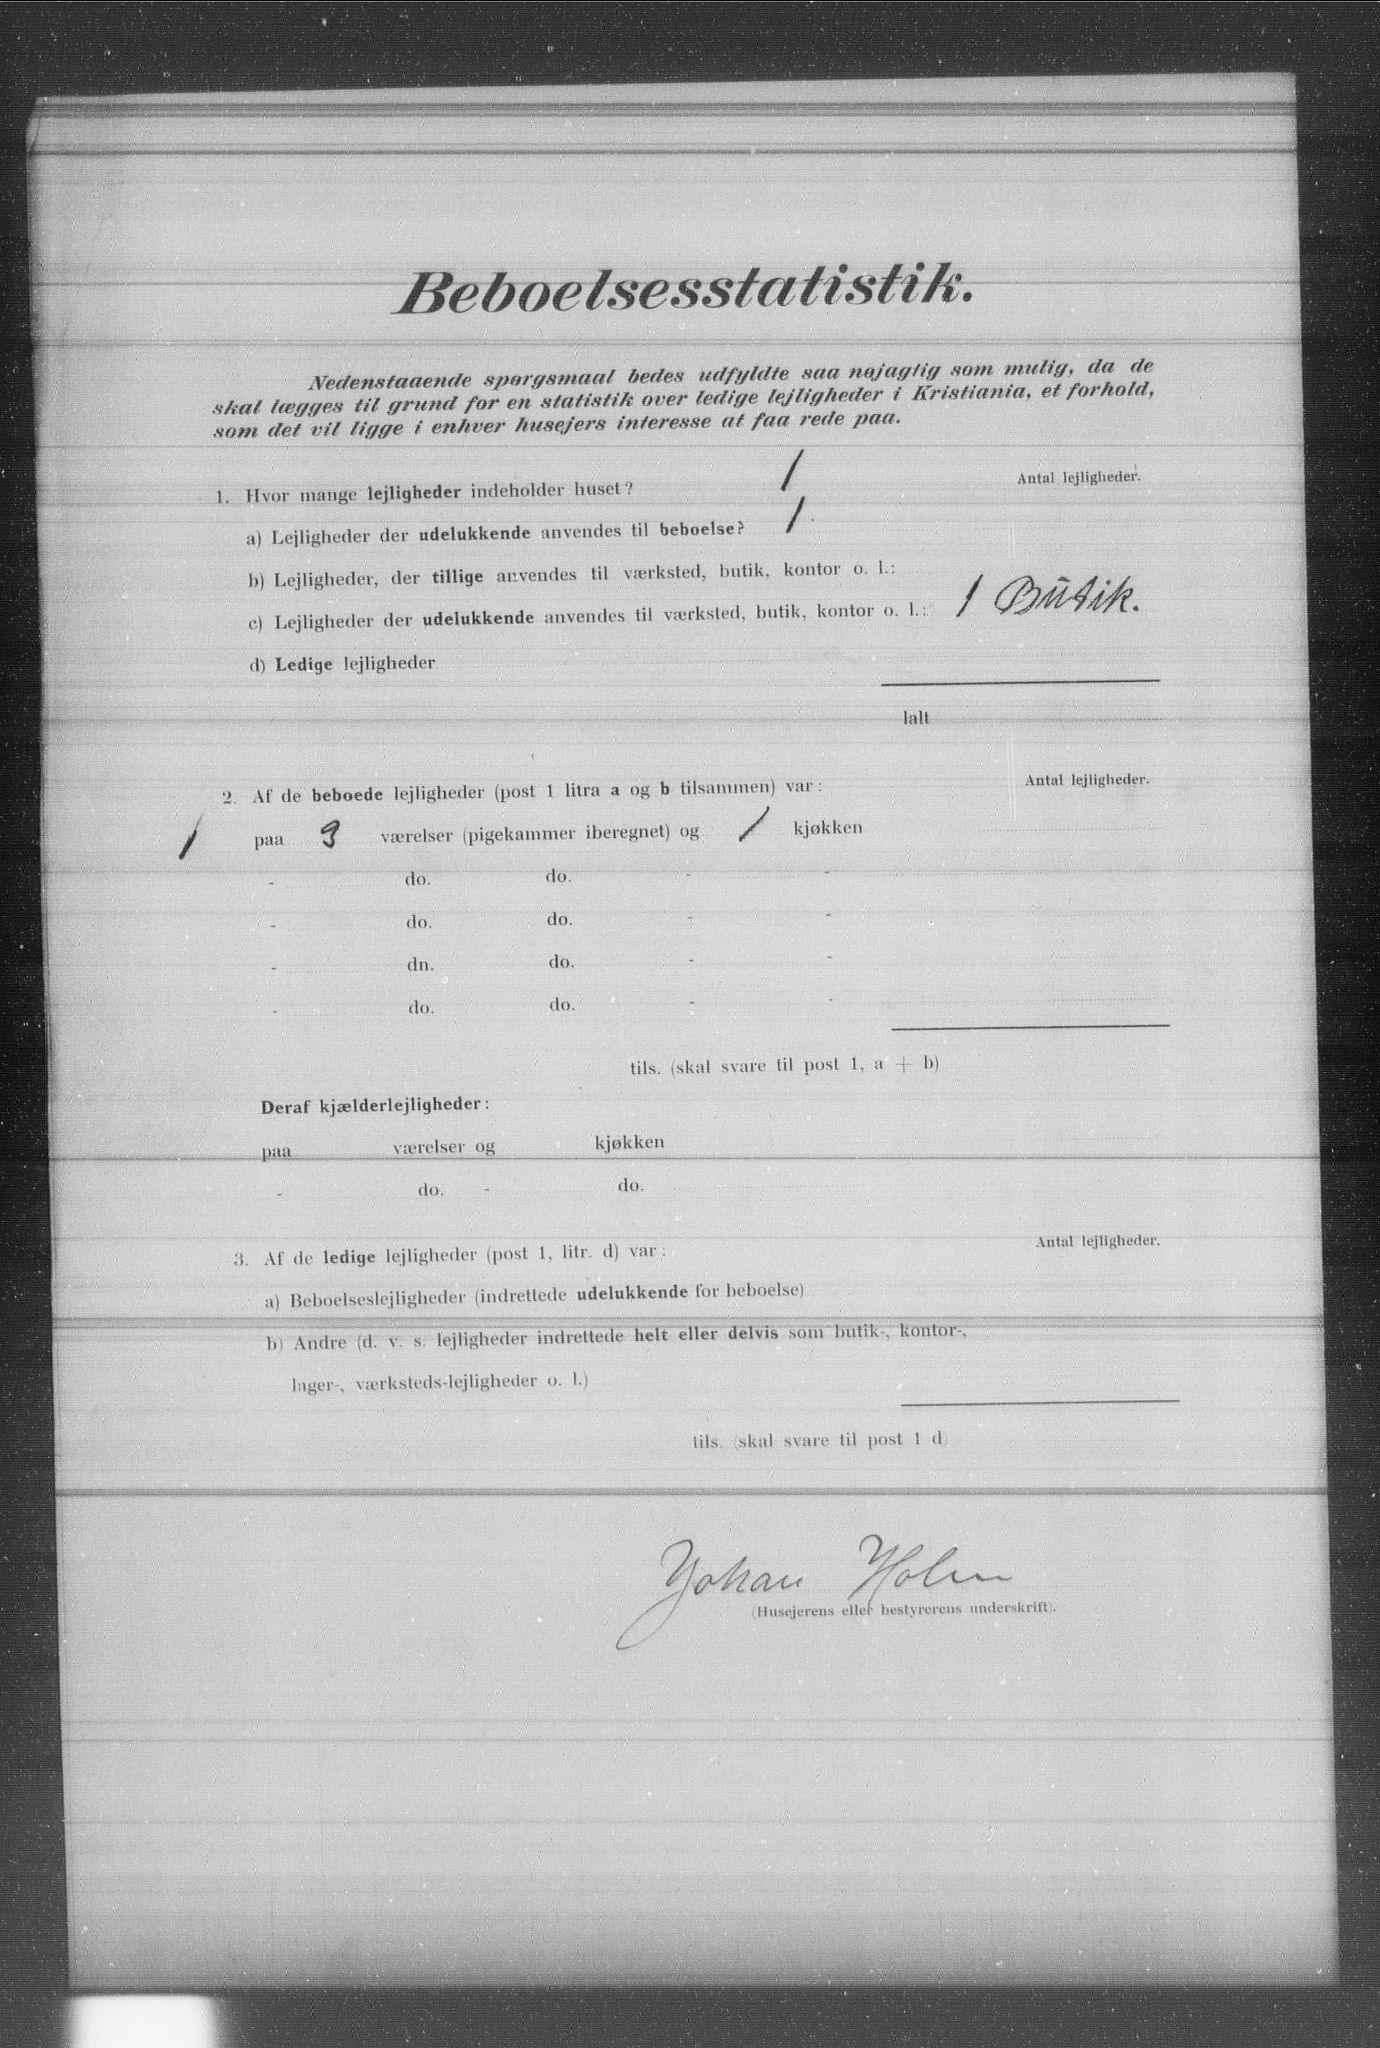 Beboelsesstatistik.
Nedenstaaende spørgsmaal bedes udfyldte saa nøjagtig som mulig, da de
skal lægges til grund for en statistik over ledige lejligheder i Kristiania, et forhold,
som det vil ligge i enhver husejers interesse at faa rede paa.
1. Hvor mange lejligheder indeholder huset? 1 Antal lejligheder.
a) Lejligheder der udelukkende anvendes til beboelse? 1.
b) Lejligheder, der tillige anvendes til værksted, butik, kontor o. l.:
c) Lejligheder der udelukkende anvendes til værksted, butik, kontor o. l.: 1 Butik.
d) Ledige lejligheder
Ialt
2. Af de beboede lejligheder (post 1 litra a og b tilsammen) var: Antal lejligheder.
1 paa 3 værelser (pigekammer iberegnet) og 1 kjøkken
- do. do. - -
- do. do. - -
- dn. do. - -
- do. do. - -
tils. (skal svare til post 1, a + b)
Deraf kjælderlejligheder:
paa værelser og kjøkken
- do. - do.
3. Af de ledige lejligheder (post 1, litr. d) var: Antal lejligheder.
a) Beboelseslejligheder (indrettede udelukkende for beboelse)
b) Andre (d. v. s. lejligheder indrettede helt eller delvis som butik-, kontor-,
lager-, værksteds-lejligheder o. l.)
tils. (skal svare til post 1 d)
Johan Holm
(Husejerens eller bestyrerens underskrift).